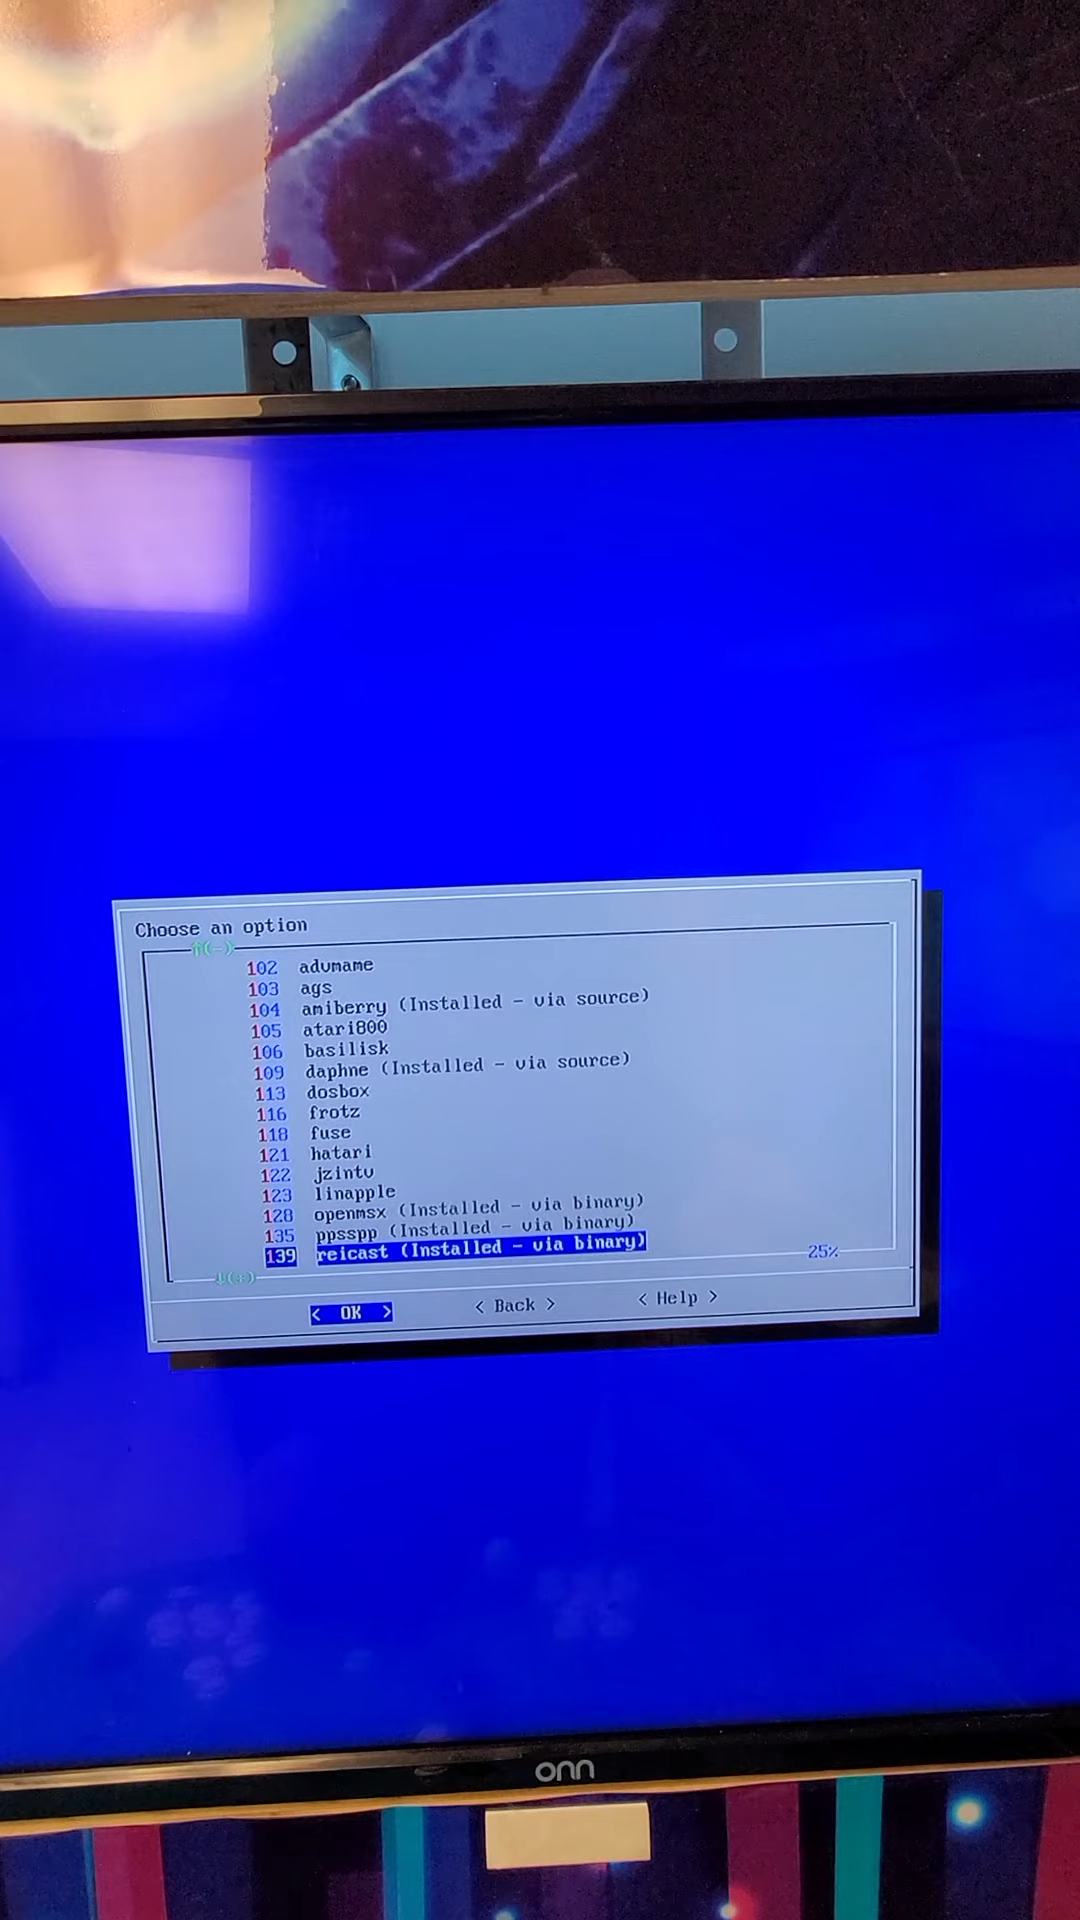 Choose an option
↑(-)
102 advmame
103 ags
104 amiberry (Installed - via source)
105 atari800
106 basilisk
109 daphne (Installed - via source)
113 dosbox
116 frotz
118 fuse
121 hatari
122 jzintv
123 linapple
128 openmsx (Installed - via binary)
135 ppsspp (Installed - via binary)
139 reicast (Installed - via binary)
↓(+) 25%
< OK > < Back > < Help >
onn